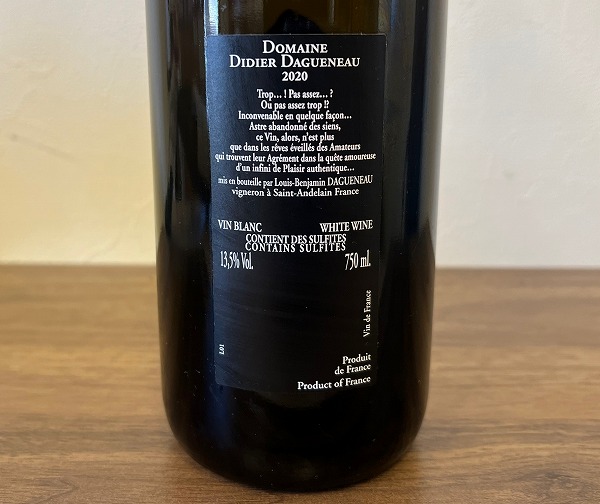 DOMAINE
DIDIER DAGUENEAU
2020
Trop... ! Pas assez... ?
Ou pas assez trop !?
Inconvenable en quelque façon...
Astre abandonné des siens,
ce Vin, alors, n'est plus
que dans les rêves éveillés des Amateurs
qui trouvent leur Agrément dans la quête amoureuse
d'un infini de Plaisir authentique...
mis en bouteille par Louis-Benjamin DAGUENEAU
vigneron à Saint-Andelain France
VIN BLANC WHITE WINE
CONTIENT DES SULFITES
CONTAINS SULFITES
13,5% Vol. 750 ml.
Vin de France
L01
Produit
de France
Product of France